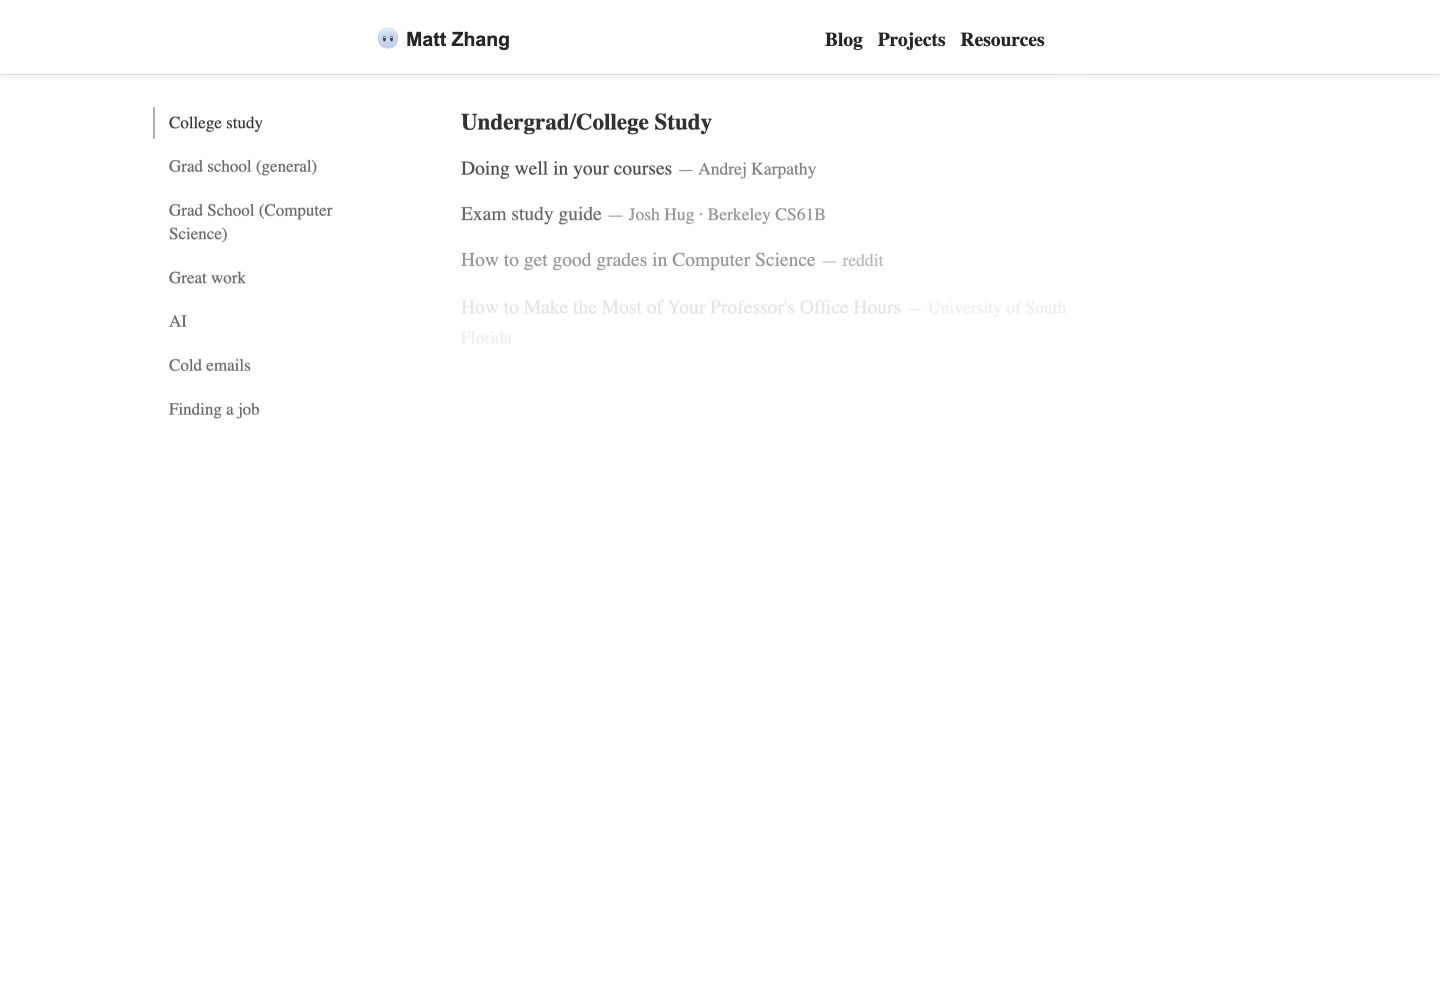 Matt Zhang
Blog Projects Resources
College study
Grad school (general)
Grad School (Computer
Science)
Great work
AI
Cold emails
Finding a job
Undergrad/College Study
Doing well in your courses — Andrej Karpathy
Exam study guide — Josh Hug · Berkeley CS61B
How to get good grades in Computer Science — reddit
How to Make the Most of Your Professor's Office Hours — University of South
Florida